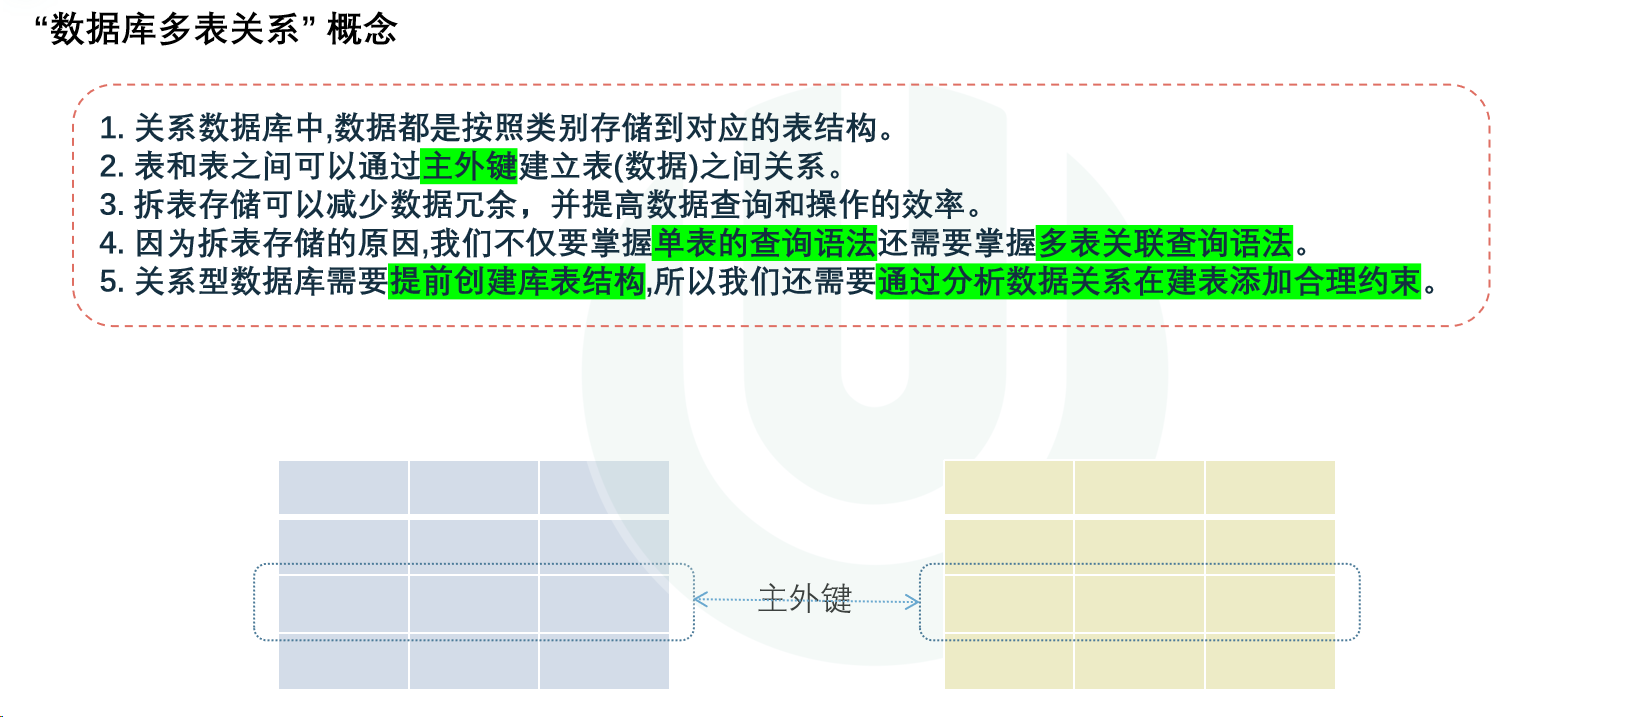 “数据库多表关系” 概念
1. 关系数据库中,数据都是按照类别存储到对应的表结构。
2. 表和表之间可以通过主外键建立表(数据)之间关系。
3. 拆表存储可以减少数据冗余，并提高数据查询和操作的效率。
4. 因为拆表存储的原因,我们不仅要掌握单表的查询语法还需要掌握多表关联查询语法。
5. 关系型数据库需要提前创建库表结构,所以我们还需要通过分析数据关系在建表添加合理约束。
主外键